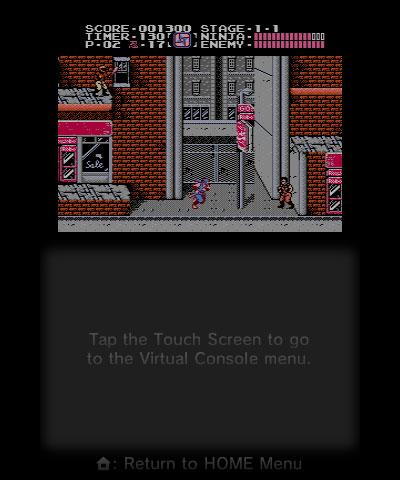 SCORE-001300 STAGE-1-1
TIMER-130 NINJA-
P-02 -17 ENEMY-
Sale
Tap the Touch Screen to go
to the Virtual Console menu.
: Return to HOME Menu